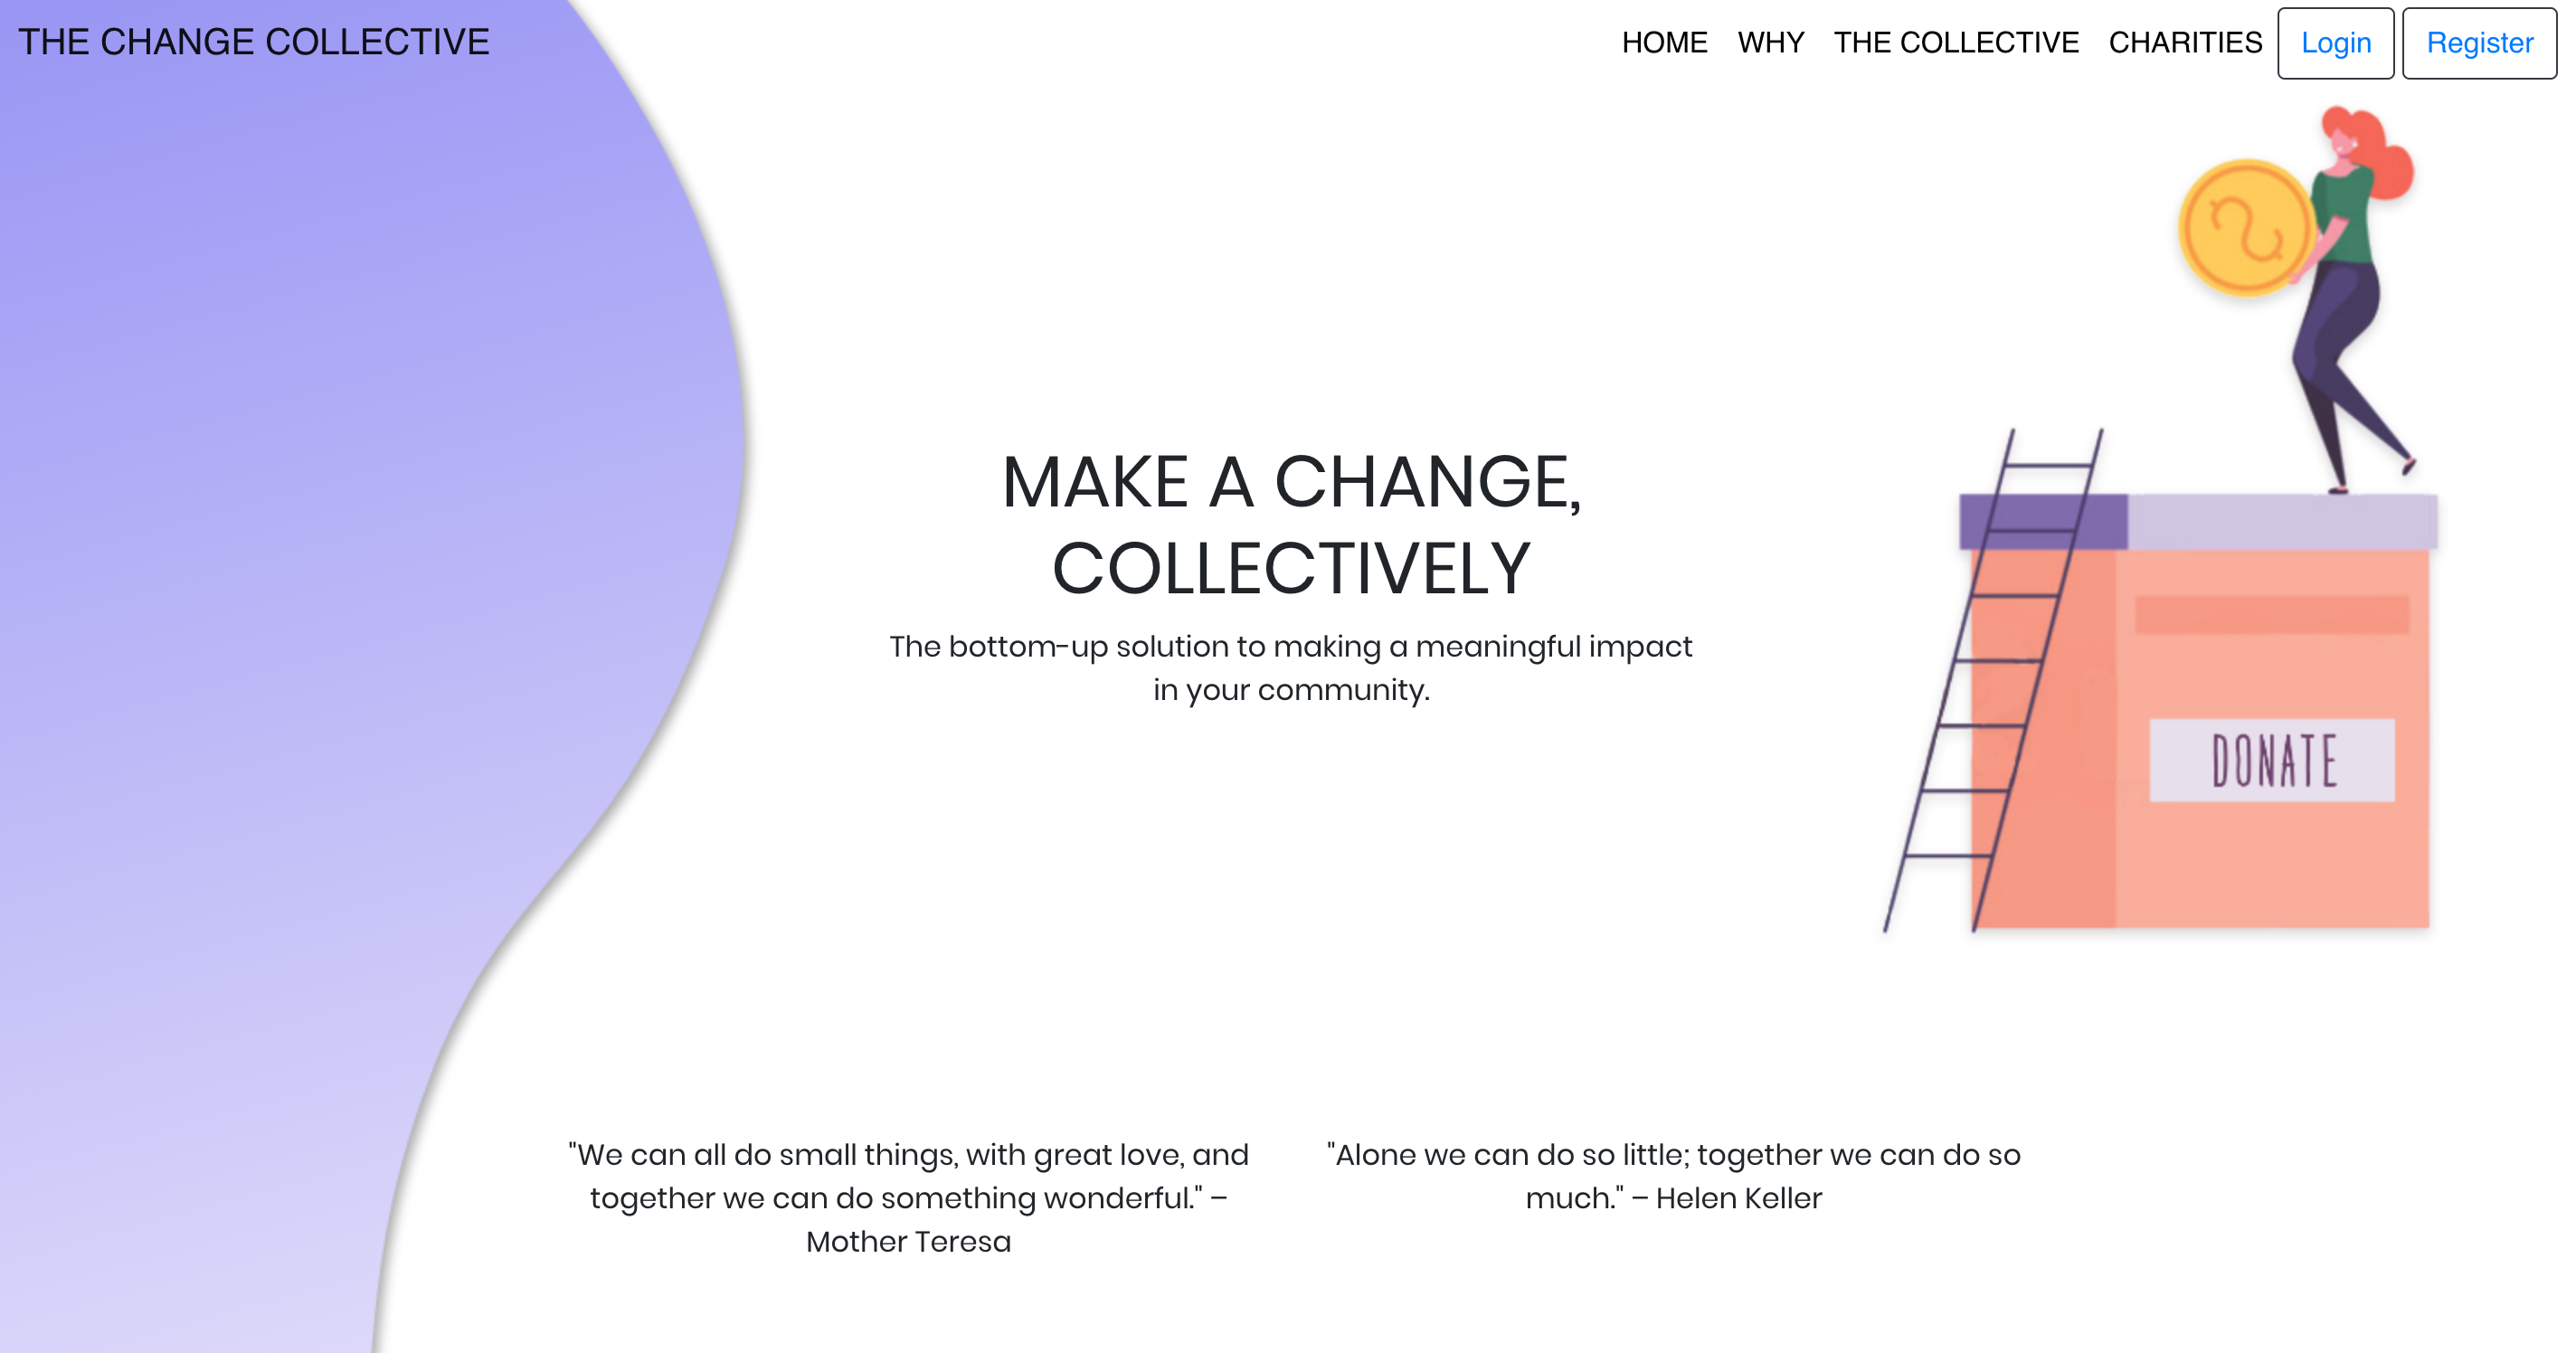 THE CHANGE COLLECTIVE
HOME WHY THE COLLECTIVE CHARITIES Login Register
MAKE A CHANGE,
COLLECTIVELY
The bottom-up solution to making a meaningful impact
in your community.
DONATE
"We can all do small things, with great love, and
together we can do something wonderful." –
Mother Teresa
"Alone we can do so little; together we can do so
much." – Helen Keller